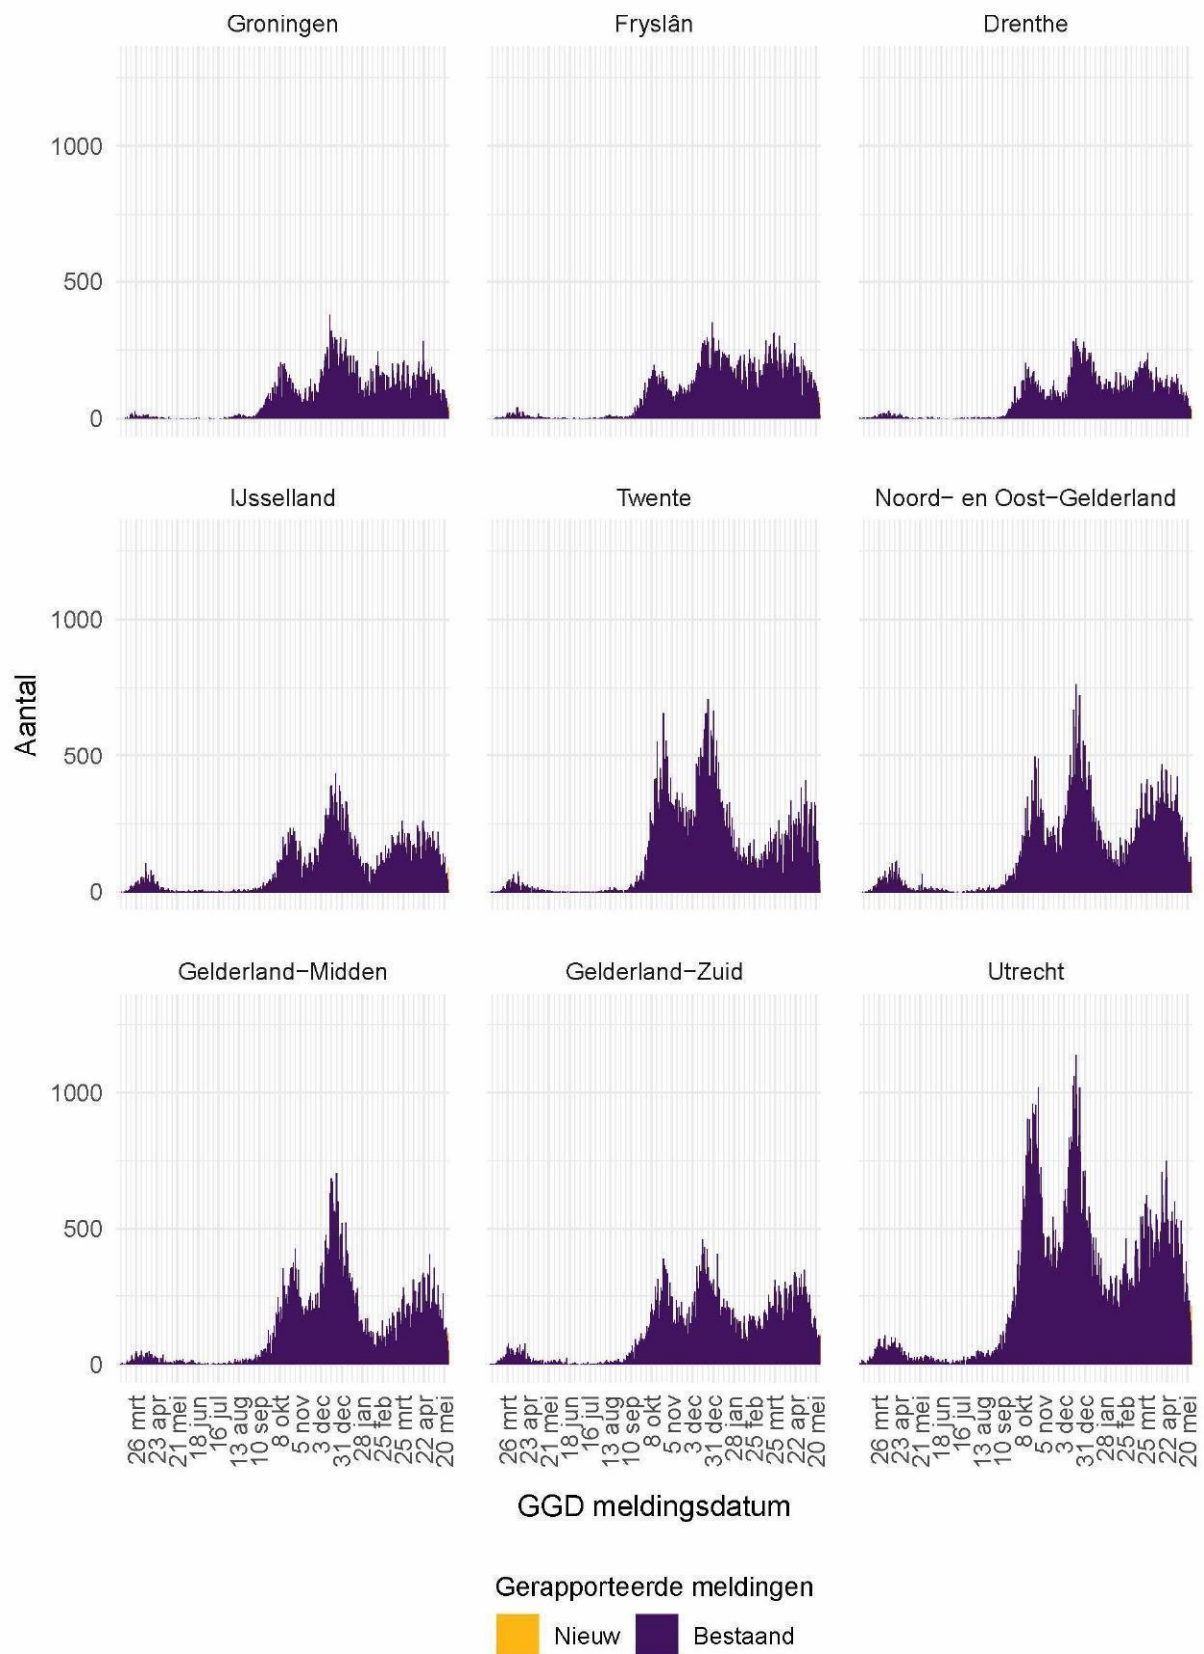 Groningen
Fryslân
Drenthe
1000
500
0
IJsselland
Twente
Noord- en Oost-Gelderland
1000
500
0
Aantal
Gelderland-Midden
Gelderland-Zuid
Utrecht
1000
500
0
26 mrt
23 apr
21 mei
18 jun
16 jul
13 aug
10 sep
8 okt
5 nov
3 dec
31 dec
28 jan
25 feb
25 mrt
22 apr
20 mei
26 mrt
23 apr
21 mei
18 jun
16 jul
13 aug
10 sep
8 okt
5 nov
3 dec
31 dec
28 jan
25 feb
25 mrt
22 apr
20 mei
26 mrt
23 apr
21 mei
18 jun
16 jul
13 aug
10 sep
8 okt
5 nov
3 dec
31 dec
28 jan
25 feb
25 mrt
22 apr
20 mei
GGD meldingsdatum
Gerapporteerde meldingen
Nieuw Bestaand